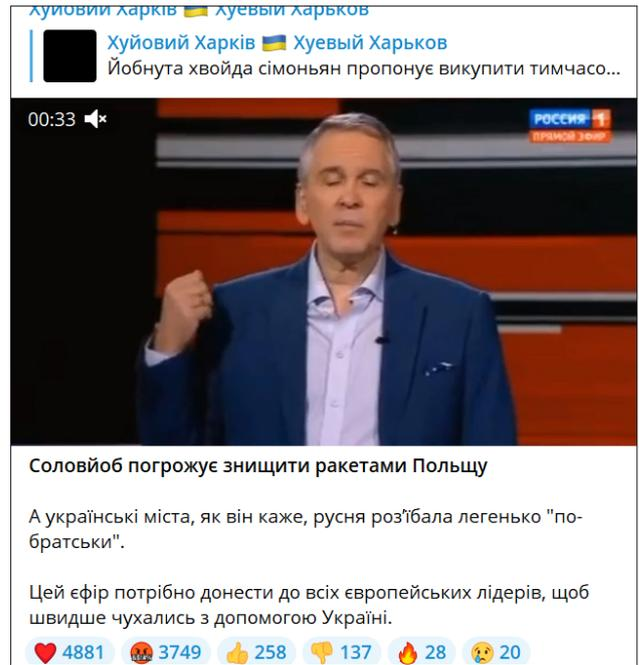 Хуйовий Харків 🇺🇦 Хуевый Харьков
Хуйовий Харків 🇺🇦 Хуевый Харьков
Йобнута хвойда сімоньян пропонує викупити тимчасо...
00:33
РОССИЯ 1
ПРЯМОЙ ЭФИР
Соловйоб погрожує знищити ракетами Польщу
А українські міста, як він каже, русня роз'їбала легенько "по-
братськи".
Цей єфір потрібно донести до всіх європейських лідерів, щоб
швидше чухались з допомогою Україні.
❤️ 4881 🤬 3749 👍 258 👎 137 🔥 28 😢 20